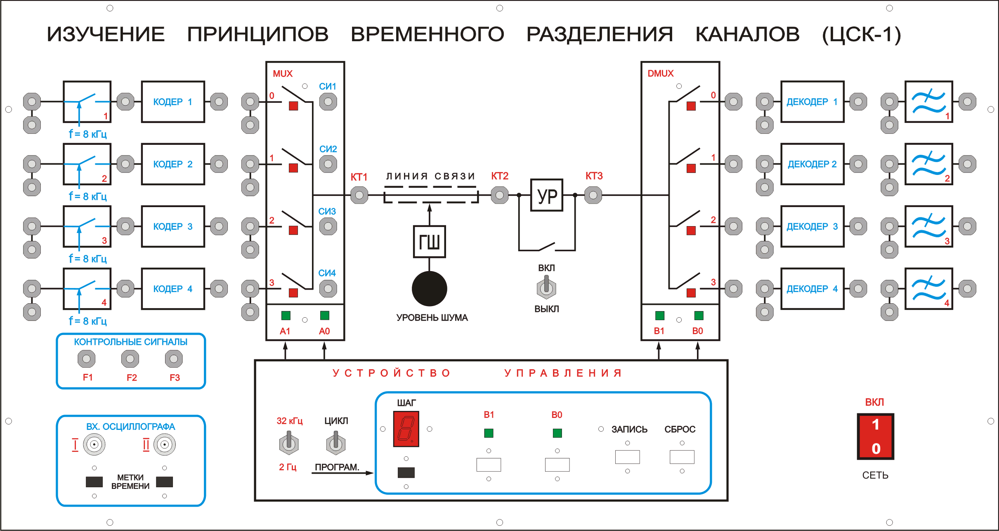 ИЗУЧЕНИЕ ПРИНЦИПОВ ВРЕМЕННОГО РАЗДЕЛЕНИЯ КАНАЛОВ (ЦСК-1)
1
f = 8 кГц
КОДЕР 1
2
f = 8 кГц
КОДЕР 2
3
f = 8 кГц
КОДЕР 3
4
f = 8 кГц
КОДЕР 4
MUX
0
СИ1
1
СИ2
2
СИ3
3
СИ4
A1 A0
КТ1
ЛИНИЯ СВЯЗИ
КТ2
УР
КТ3
ГШ
УРОВЕНЬ ШУМА
ВКЛ
ВЫКЛ
DMUX
0
1
2
3
B1 B0
ДЕКОДЕР 1
1
ДЕКОДЕР 2
2
ДЕКОДЕР 3
3
ДЕКОДЕР 4
4
КОНТРОЛЬНЫЕ СИГНАЛЫ
F1 F2 F3
ВХ. ОСЦИЛЛОГРАФА
I II
МЕТКИ
ВРЕМЕНИ
УСТРОЙСТВО УПРАВЛЕНИЯ
32 кГц
2 Гц
ЦИКЛ
ПРОГРАМ.
ШАГ
8.
B1
B0
ЗАПИСЬ
СБРОС
ВКЛ
1
0
СЕТЬ